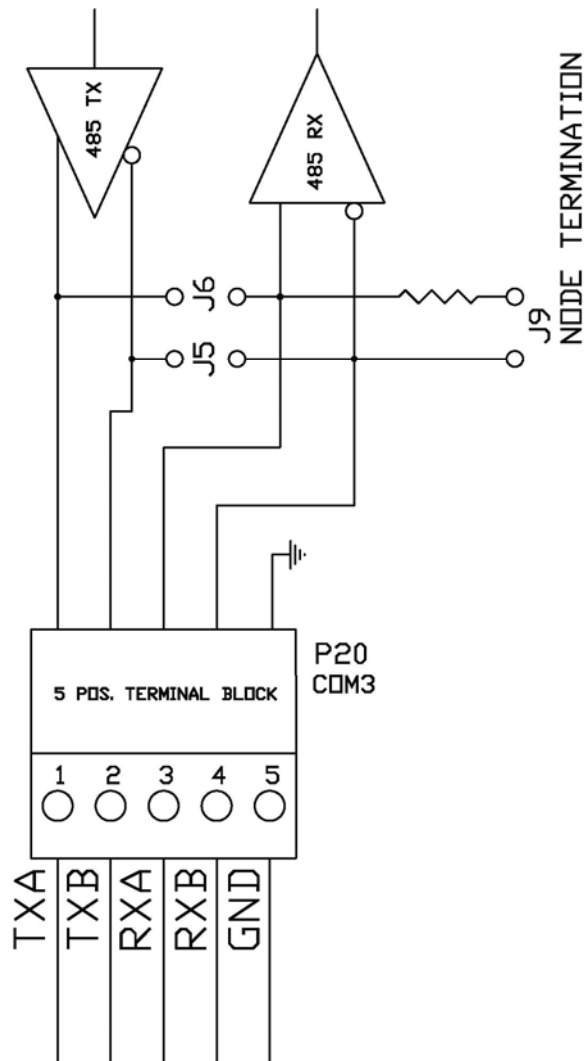 485 TX
485 RX
NODE TERMINATION
J6
J5
J9
P20
COM3
5 POS. TERMINAL BLOCK
1 2 3 4 5
TXA
TXB
RXA
RXB
GND